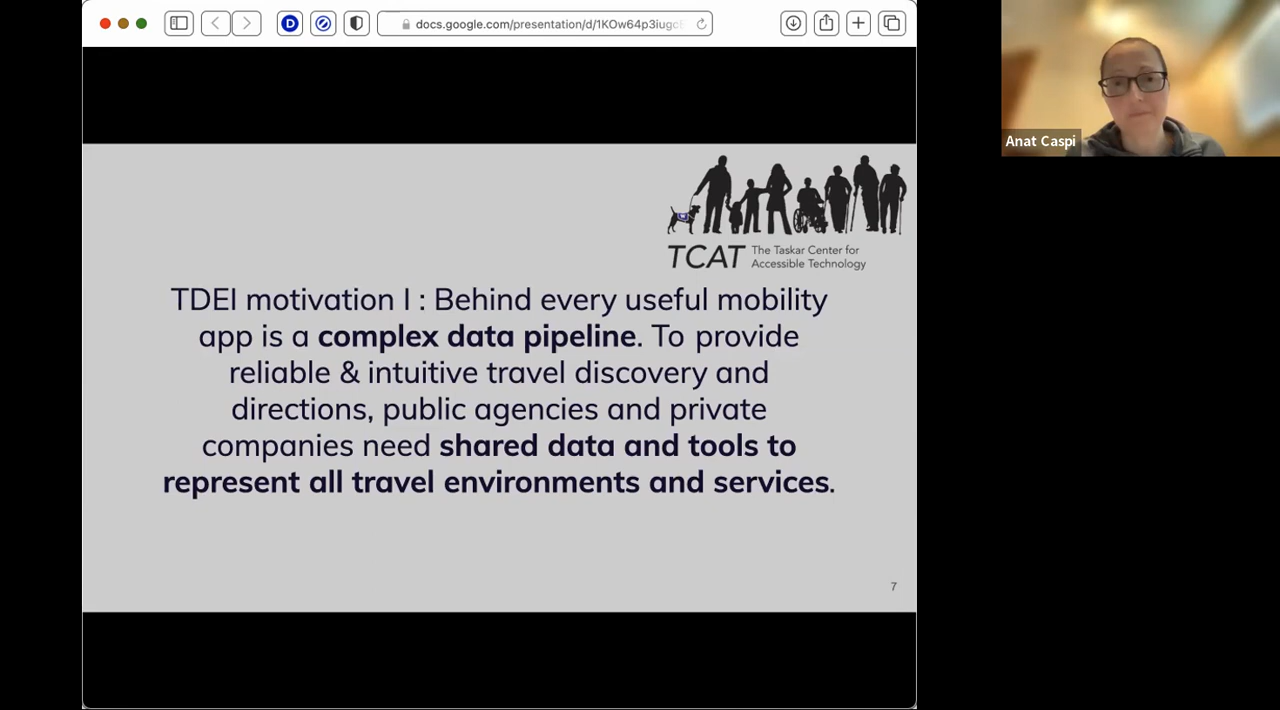 docs.google.com/presentation/d/1KOw64p3iugc
Anat Caspi
TCAT The Taskar Center for
Accessible Technology
TDEI motivation I : Behind every useful mobility
app is a complex data pipeline. To provide
reliable & intuitive travel discovery and
directions, public agencies and private
companies need shared data and tools to
represent all travel environments and services.
7